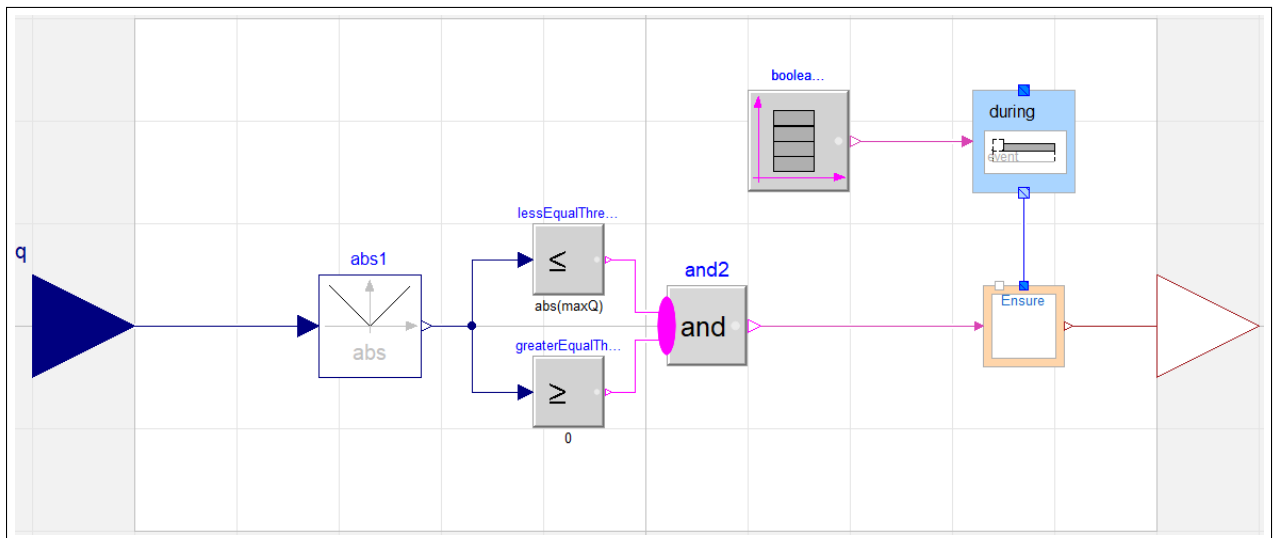 boolea...
during
event
q
abs1
abs
lessEqualThre...
≤
abs(maxQ)
greaterEqualTh...
≥
0
and2
and
Ensure